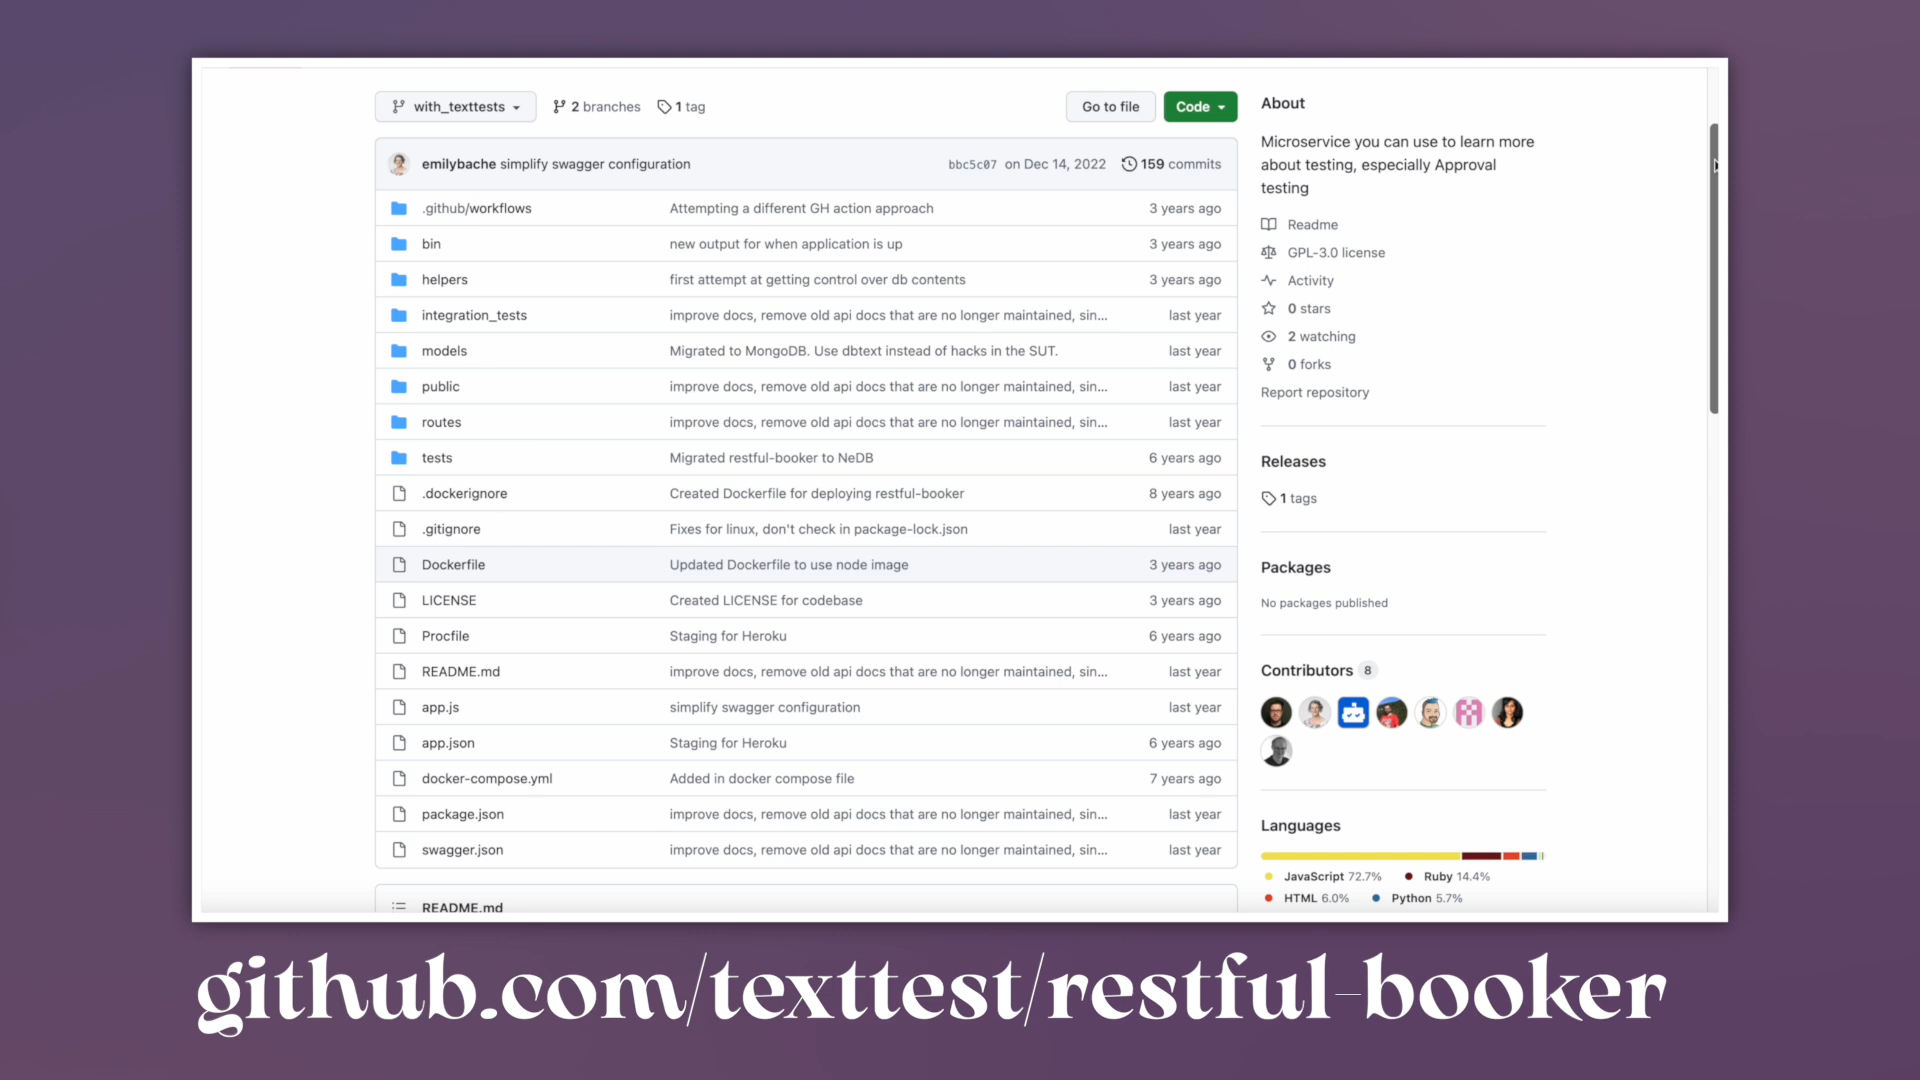 with_texttests 2 branches 1 tag Go to file Code
emilybache simplify swagger configuration bbc5c07 on Dec 14, 2022 159 commits
.github/workflows Attempting a different GH action approach 3 years ago
bin new output for when application is up 3 years ago
helpers first attempt at getting control over db contents 3 years ago
integration_tests improve docs, remove old api docs that are no longer maintained, sin... last year
models Migrated to MongoDB. Use dbtext instead of hacks in the SUT. last year
public improve docs, remove old api docs that are no longer maintained, sin... last year
routes improve docs, remove old api docs that are no longer maintained, sin... last year
tests Migrated restful-booker to NeDB 6 years ago
.dockerignore Created Dockerfile for deploying restful-booker 8 years ago
.gitignore Fixes for linux, don't check in package-lock.json last year
Dockerfile Updated Dockerfile to use node image 3 years ago
LICENSE Created LICENSE for codebase 3 years ago
Procfile Staging for Heroku 6 years ago
README.md improve docs, remove old api docs that are no longer maintained, sin... last year
app.js simplify swagger configuration last year
app.json Staging for Heroku 6 years ago
docker-compose.yml Added in docker compose file 7 years ago
package.json improve docs, remove old api docs that are no longer maintained, sin... last year
swagger.json improve docs, remove old api docs that are no longer maintained, sin... last year
README.md
About
Microservice you can use to learn more
about testing, especially Approval
testing
Readme
GPL-3.0 license
Activity
0 stars
2 watching
0 forks
Report repository
Releases
1 tags
Packages
No packages published
Contributors 8
Languages
JavaScript 72.7% Ruby 14.4%
HTML 6.0% Python 5.7%
github.com/texttest/restful-booker